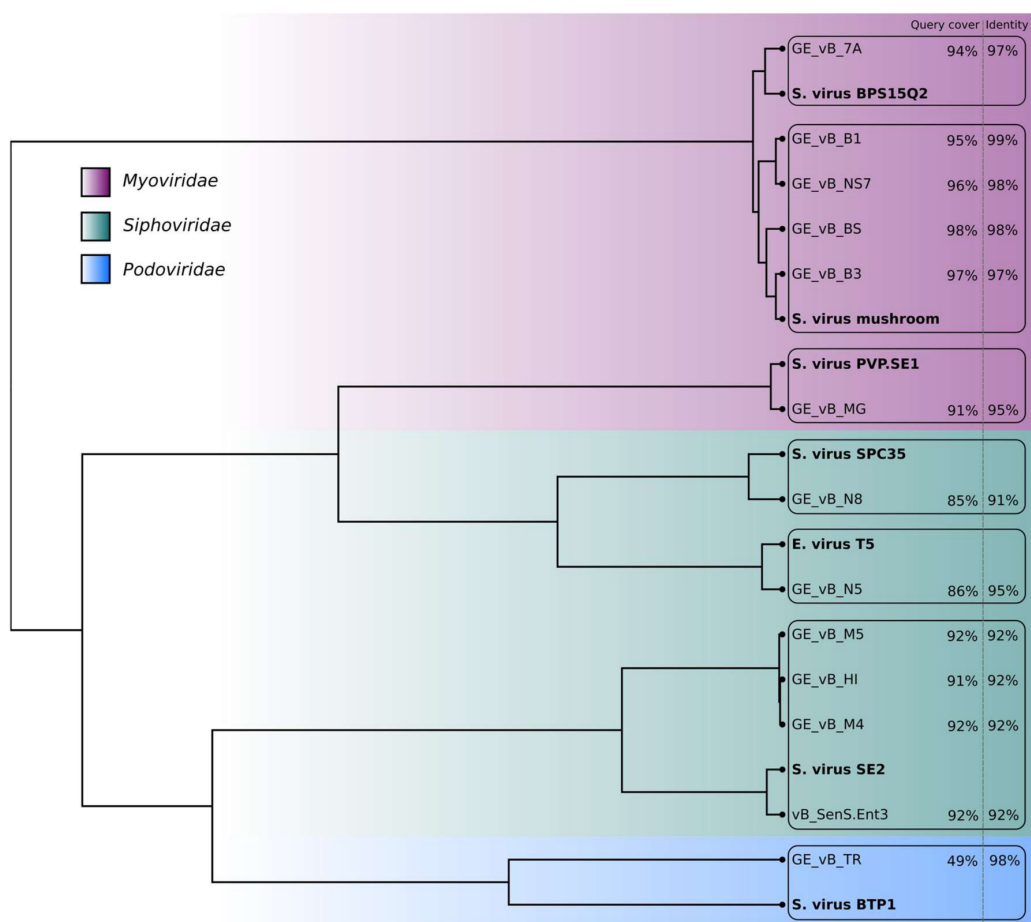 Query cover Identity
GE_vB_7A 94% 97%
S. virus BPS15Q2
GE_vB_B1 95% 99%
Myoviridae
GE_vB_NS7 96% 98%
Siphoviridae
GE_vB_BS 98% 98%
Podoviridae
GE_vB_B3 97% 97%
S. virus mushroom
S. virus PVP.SE1
GE_vB_MG 91% 95%
S. virus SPC35
GE_vB_N8 85% 91%
E. virus T5
GE_vB_N5 86% 95%
GE_vB_M5 92% 92%
GE_vB_HI 91% 92%
GE_vB_M4 92% 92%
S. virus SE2
vB_SenS.Ent3 92% 92%
GE_vB_TR 49% 98%
S. virus BTP1